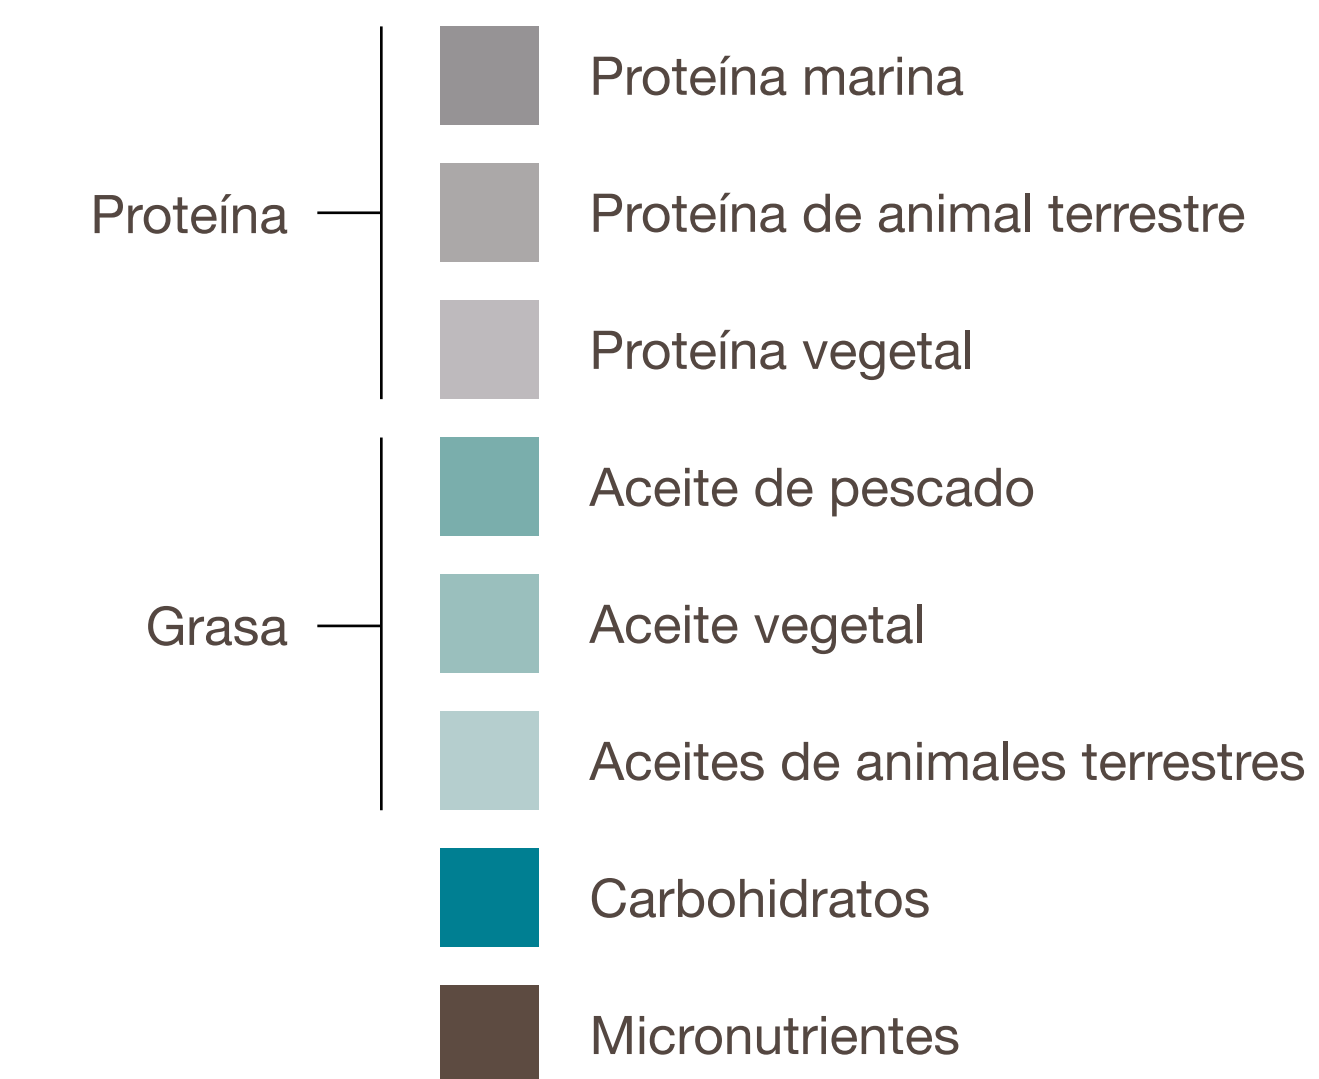 Proteína
Proteína marina
Proteína de animal terrestre
Proteína vegetal
Grasa
Aceite de pescado
Aceite vegetal
Aceites de animales terrestres
Carbohidratos
Micronutrientes